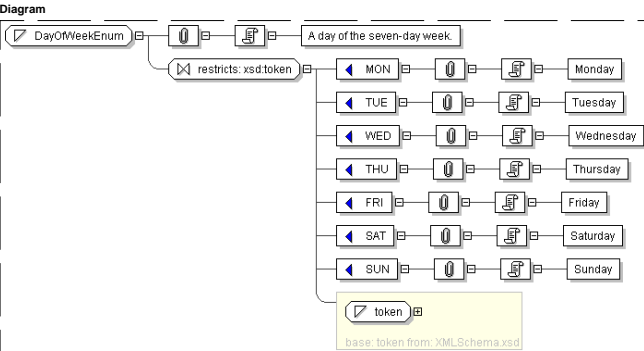 Diagram
DayOfWeekEnum A day of the seven-day week.
restricts: xsd:token MON Monday
TUE Tuesday
WED Wednesday
THU Thursday
FRI Friday
SAT Saturday
SUN Sunday
token
base: token from: XMLSchema.xsd